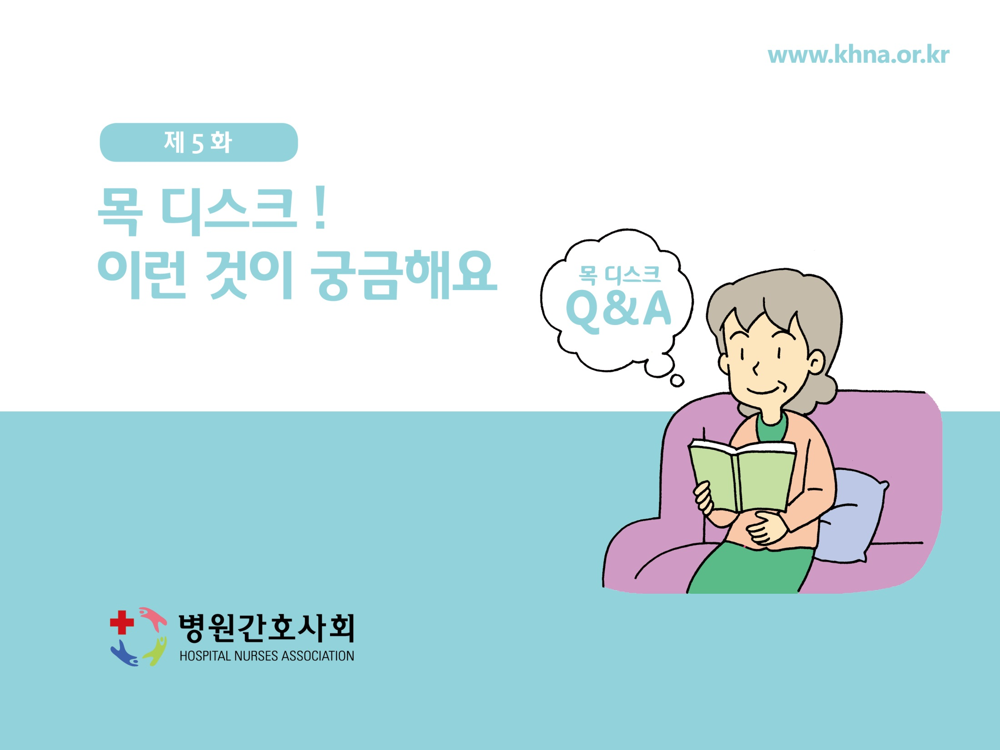 www.khna.or.kr
제 5 화
목 디스크 !
이런 것이 궁금해요
목 디스크
Q&A
병원간호사회
HOSPITAL NURSES ASSOCIATION